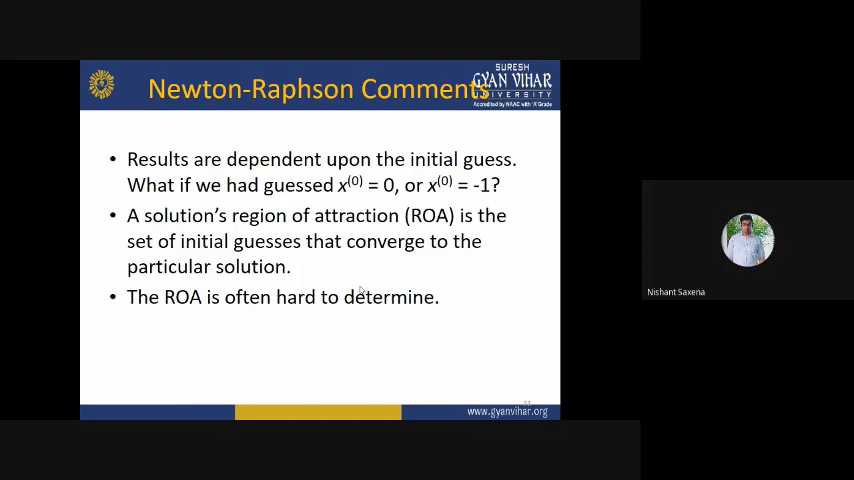 Newton-Raphson Comments
SURESH
GYAN VIHAR
UNIVERSITY
Accredited by NAAC with 'A' Grade
• Results are dependent upon the initial guess.
What if we had guessed x(0) = 0, or x(0) = -1?
• A solution's region of attraction (ROA) is the
set of initial guesses that converge to the
particular solution.
• The ROA is often hard to determine.
www.gyanvihar.org
Nishant Saxena